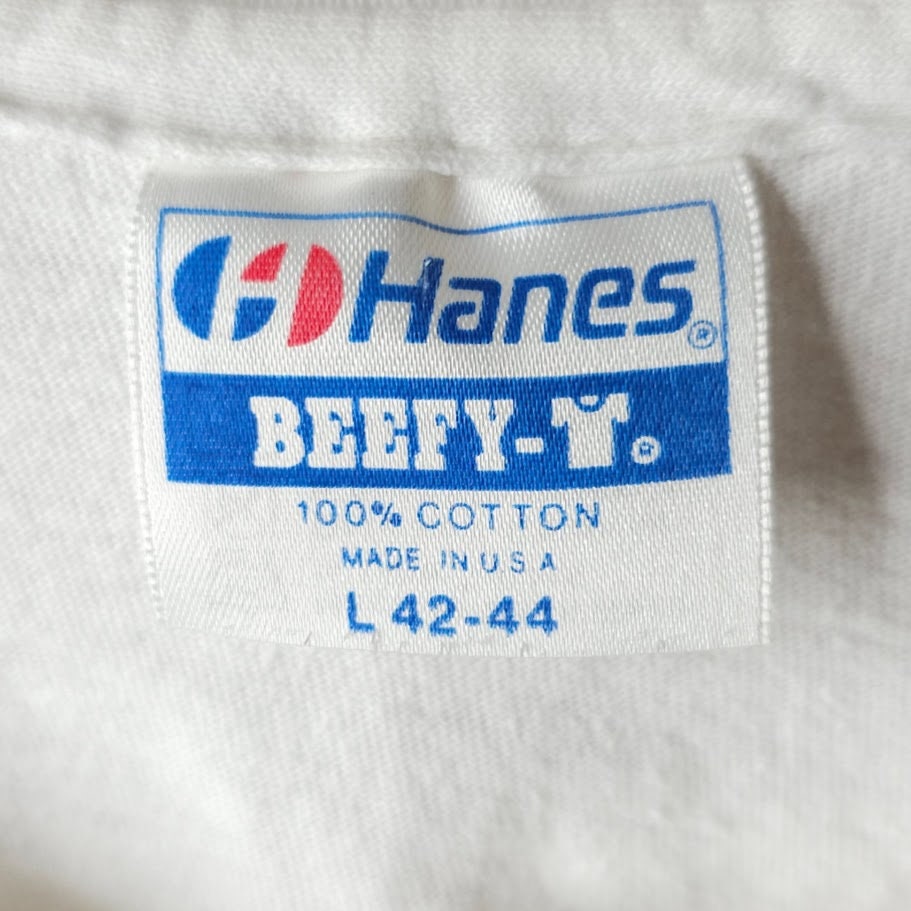 H Hanes®
BEEFY-T®
100% COTTON
MADE IN U S A
L 42-44